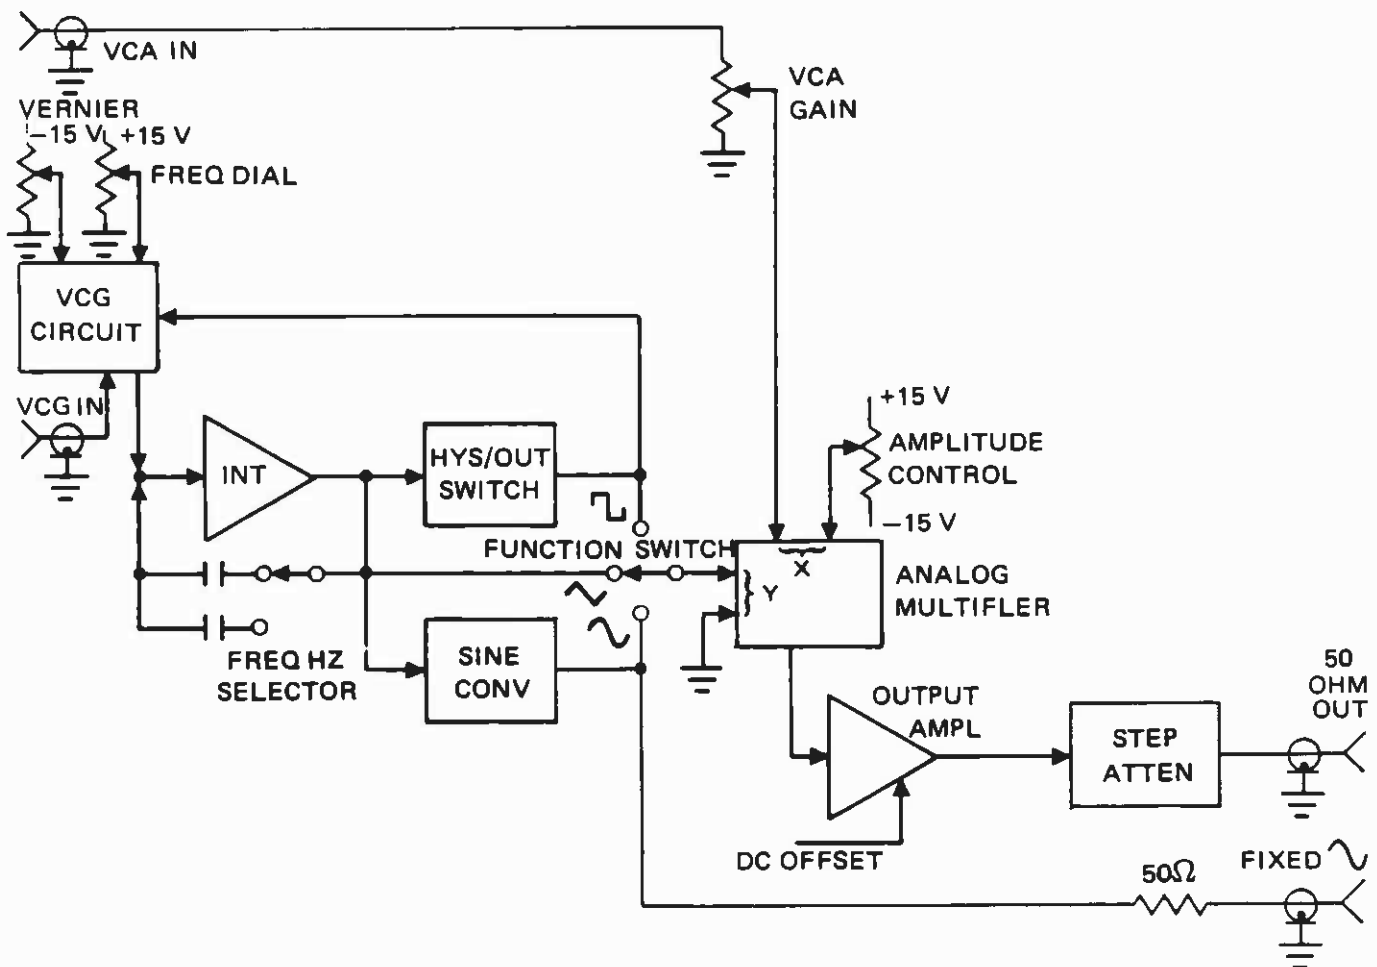 VCA IN
VCA
GAIN
VERNIER
-15 V
+15 V
FREQ DIAL
VCG
CIRCUIT
VCG IN
INT
HYS/OUT
SWITCH
+15 V
AMPLITUDE
CONTROL
-15 V
FUNCTION SWITCH
X
Y
ANALOG
MULTIFLER
FREQ HZ
SELECTOR
SINE
CONV
OUTPUT
AMPL
STEP
ATTEN
50
OHM
OUT
DC OFFSET
50Ω
FIXED